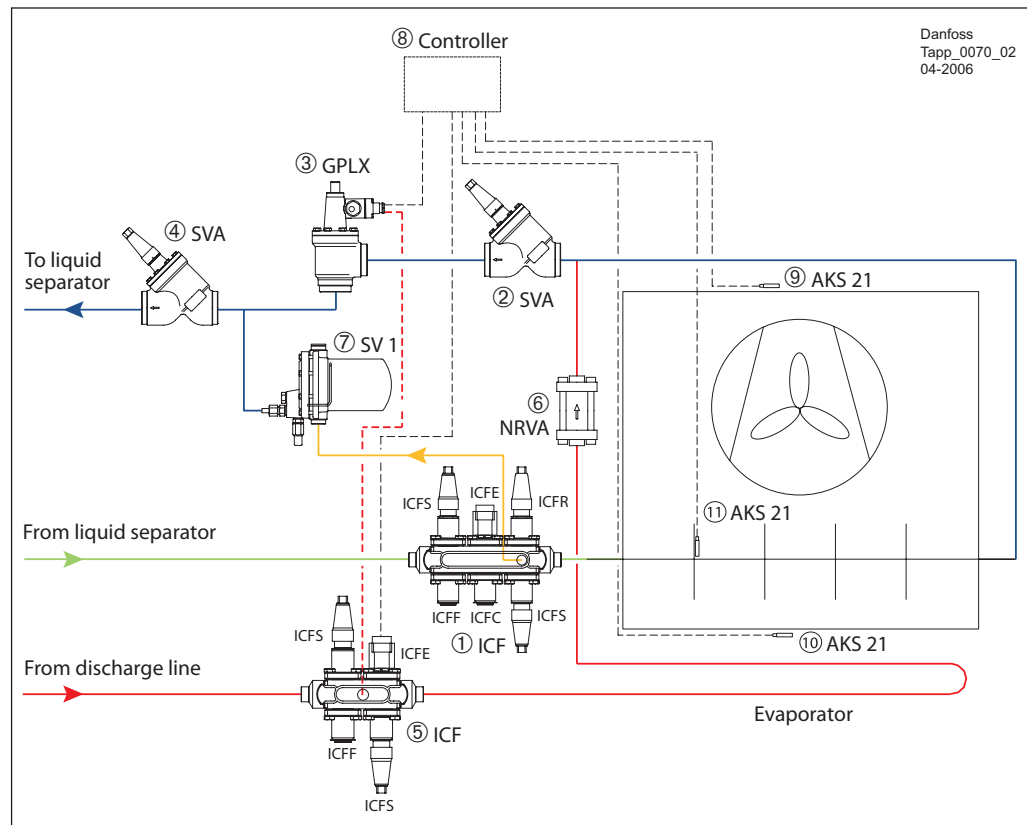 ⑧ Controller
Danfoss
Tapp_0070_02
04-2006
③ GPLX
④ SVA
To liquid
separator
② SVA
⑨ AKS 21
⑦ SV 1
⑥
NRVA
ICFS
ICFE
ICFR
⑪ AKS 21
From liquid separator
ICFF
ICFC
ICFS
① ICF
ICFS
ICFE
⑩ AKS 21
From discharge line
Evaporator
⑤ ICF
ICFF
ICFS